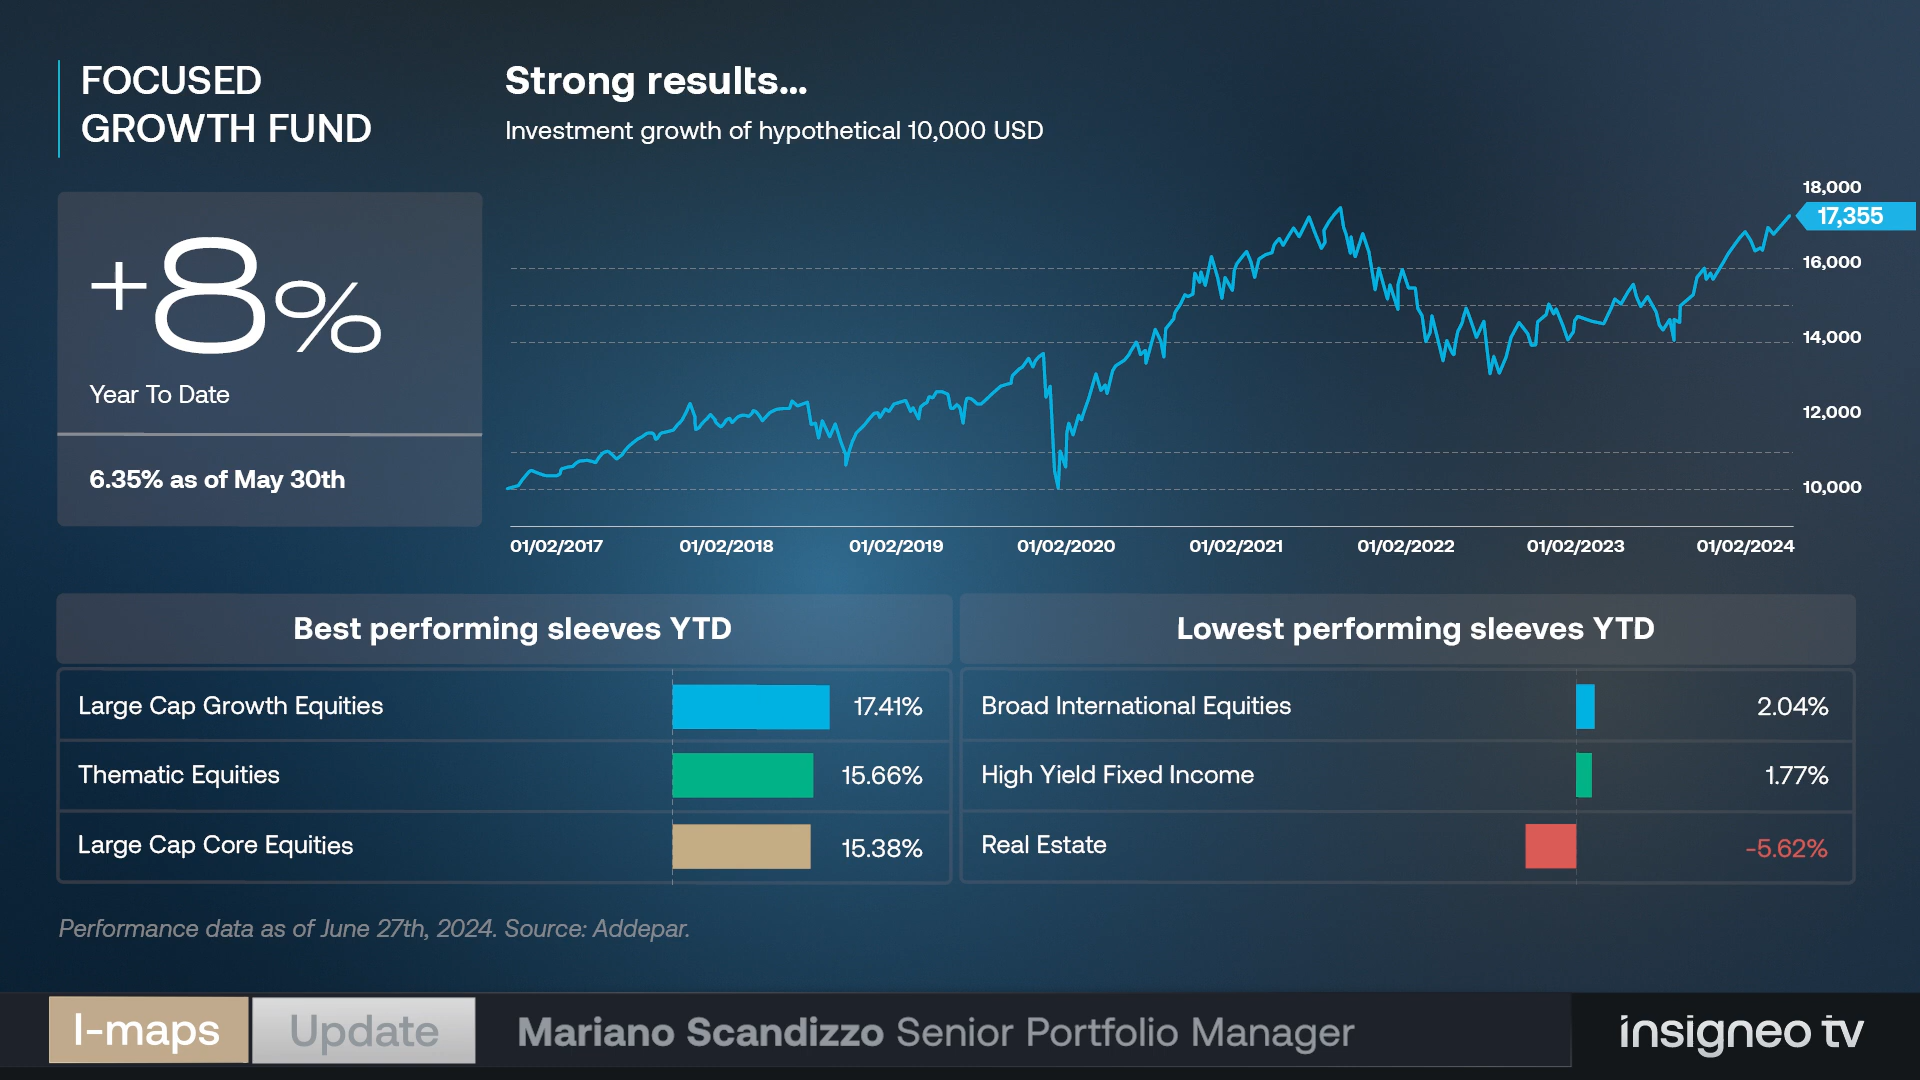 FOCUSED
GROWTH FUND
+8%
Year To Date
6.35% as of May 30th
Strong results...
Investment growth of hypothetical 10,000 USD
18,000
17,355
16,000
14,000
12,000
10,000
01/02/2017 01/02/2018 01/02/2019 01/02/2020 01/02/2021 01/02/2022 01/02/2023 01/02/2024
Best performing sleeves YTD
Large Cap Growth Equities 17.41%
Thematic Equities 15.66%
Large Cap Core Equities 15.38%
Lowest performing sleeves YTD
Broad International Equities 2.04%
High Yield Fixed Income 1.77%
Real Estate -5.62%
Performance data as of June 27th, 2024. Source: Addepar.
I-maps Update Mariano Scandizzo Senior Portfolio Manager insigneo tv